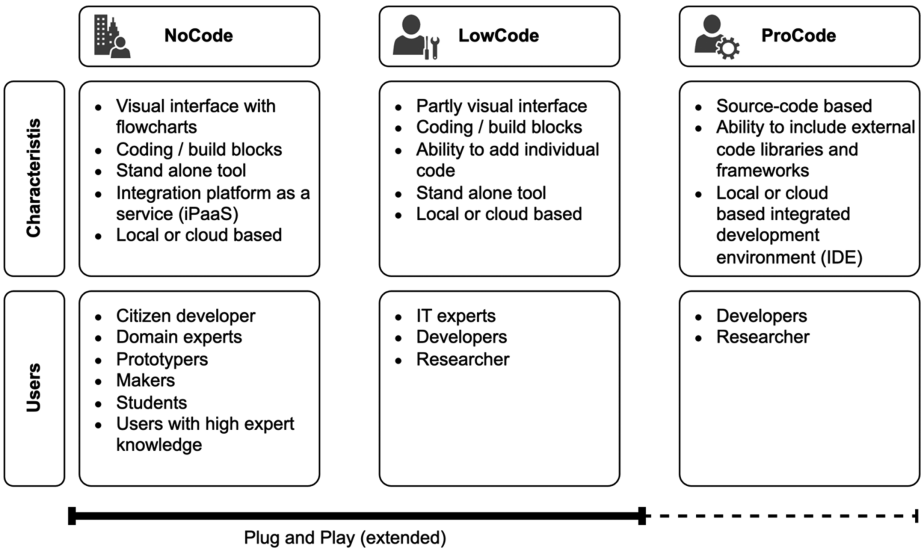 NoCode
LowCode
ProCode
Characteristis
• Visual interface with
flowcharts
• Coding / build blocks
• Stand alone tool
• Integration platform as a
service (iPaaS)
• Local or cloud based
• Partly visual interface
• Coding / build blocks
• Ability to add individual
code
• Stand alone tool
• Local or cloud based
• Source-code based
• Ability to include external
code libraries and
frameworks
• Local or cloud
based integrated
development
environment (IDE)
Users
• Citizen developer
• Domain experts
• Prototypers
• Makers
• Students
• Users with high expert
knowledge
• IT experts
• Developers
• Researcher
• Developers
• Researcher
Plug and Play (extended)